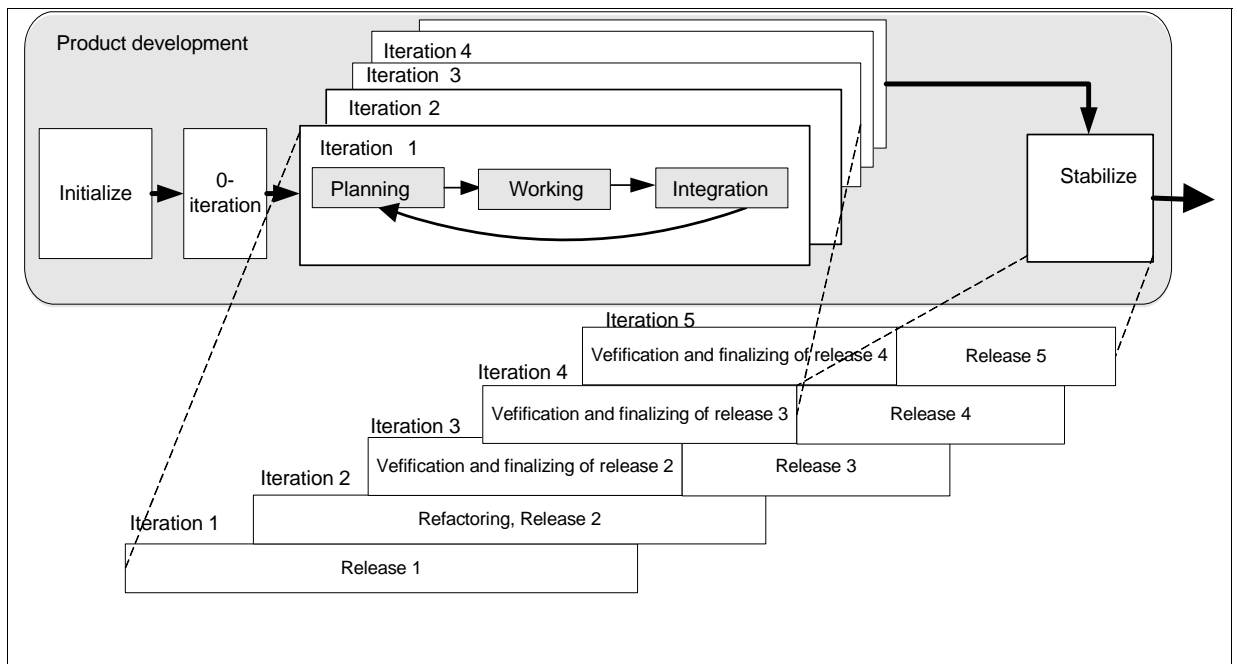 Product development
Iteration 4
Iteration 3
Iteration 2
Iteration 1
Initialize
0-
iteration
Planning
Working
Integration
Stabilize
Iteration 5
Vefification and finalizing of release 4
Release 5
Iteration 4
Vefification and finalizing of release 3
Release 4
Iteration 3
Vefification and finalizing of release 2
Release 3
Iteration 2
Refactoring, Release 2
Iteration 1
Release 1